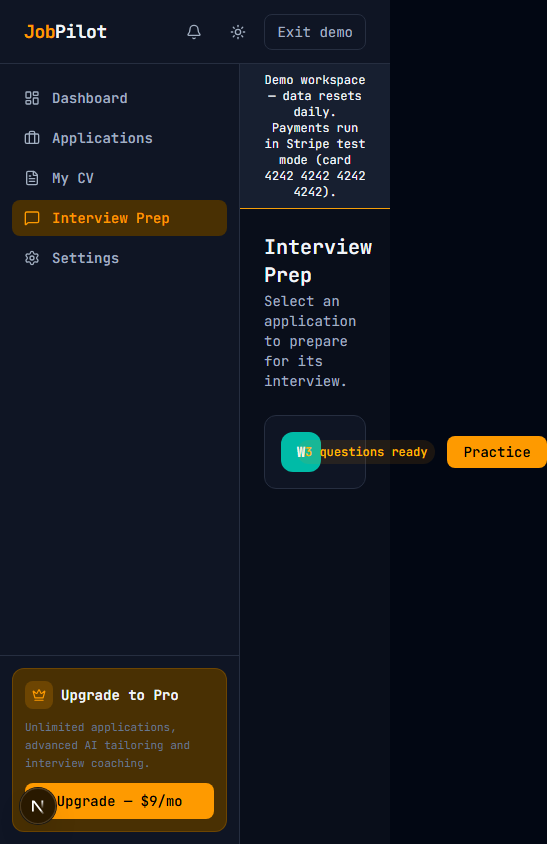 JobPilot
Exit demo
Dashboard
Applications
My CV
Interview Prep
Settings
Demo workspace
— data resets
daily.
Payments run
in Stripe test
mode (card
4242 4242 4242
4242).
Interview
Prep
Select an
application
to prepare
for its
interview.
W
3 questions ready
Practice
Upgrade to Pro
Unlimited applications,
advanced AI tailoring and
interview coaching.
Upgrade — $9/mo
N